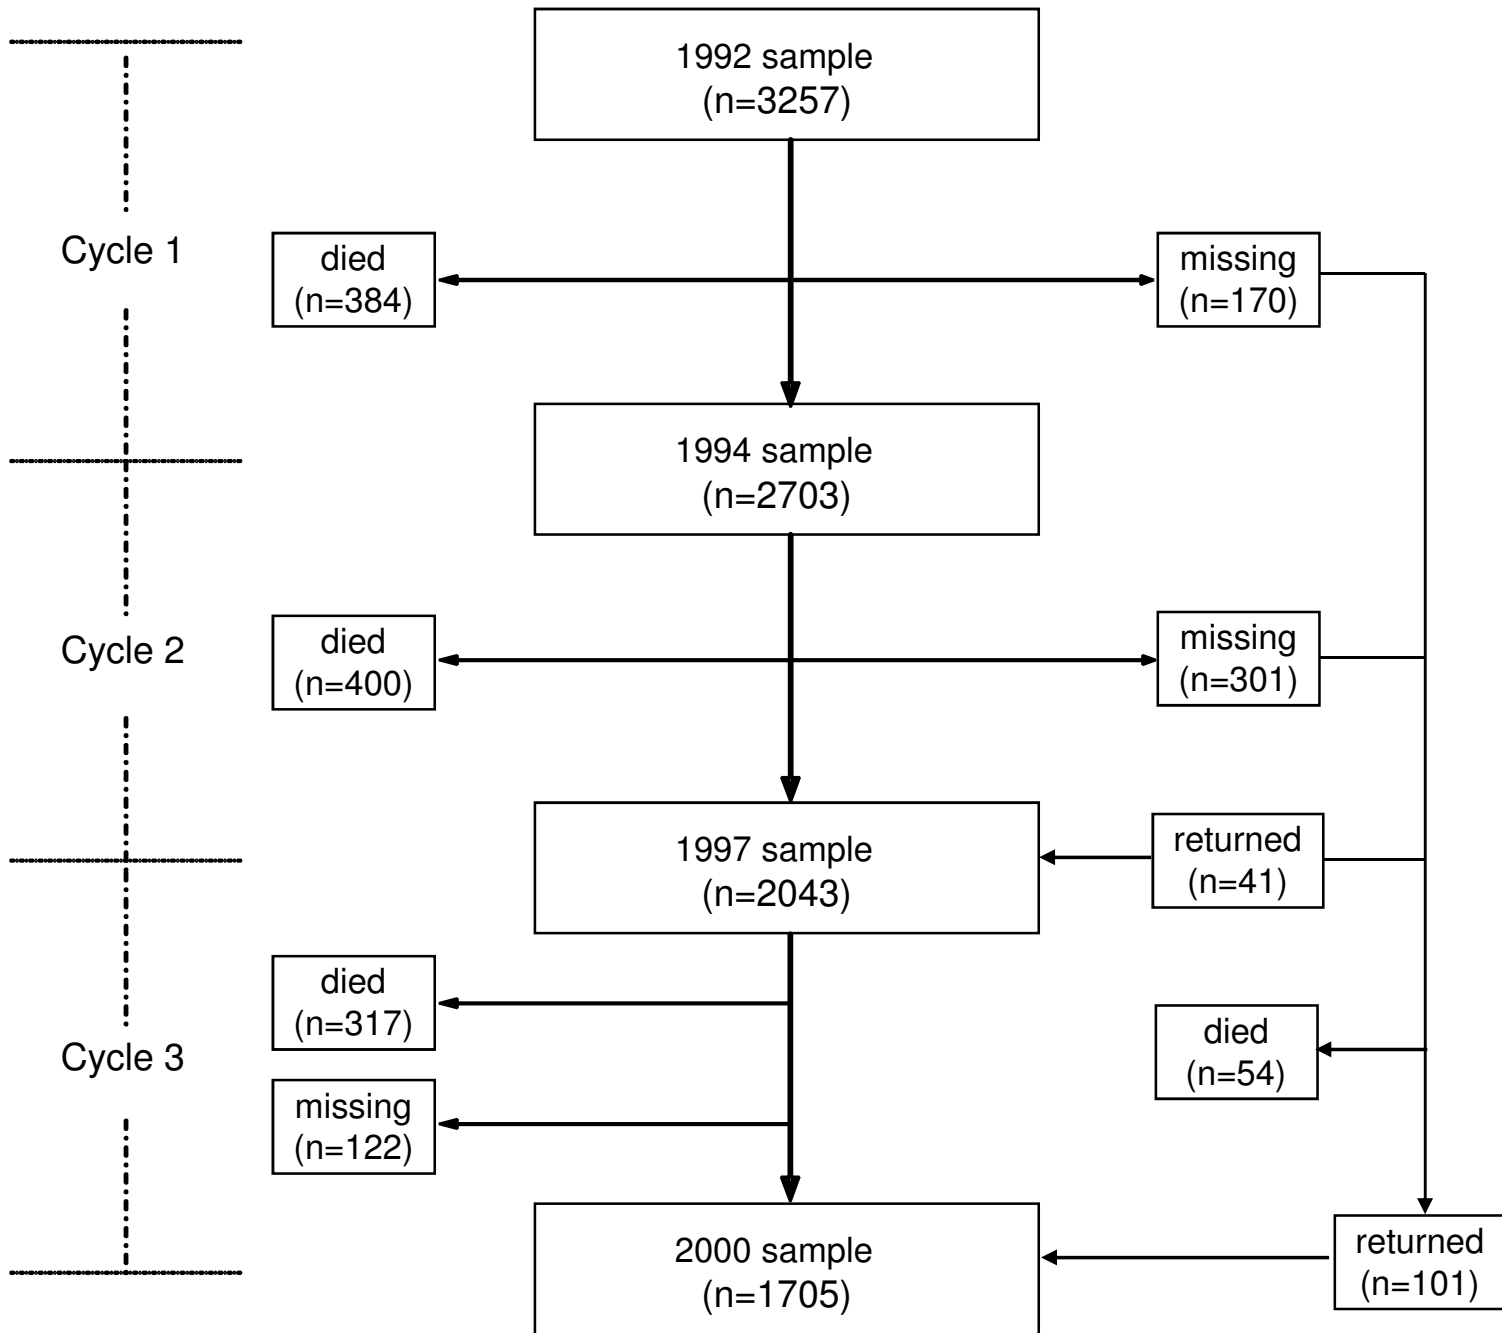 1992 sample
(n=3257)
Cycle 1
died
(n=384)
missing
(n=170)
1994 sample
(n=2703)
Cycle 2
died
(n=400)
missing
(n=301)
1997 sample
(n=2043)
returned
(n=41)
Cycle 3
died
(n=317)
died
(n=54)
missing
(n=122)
2000 sample
(n=1705)
returned
(n=101)